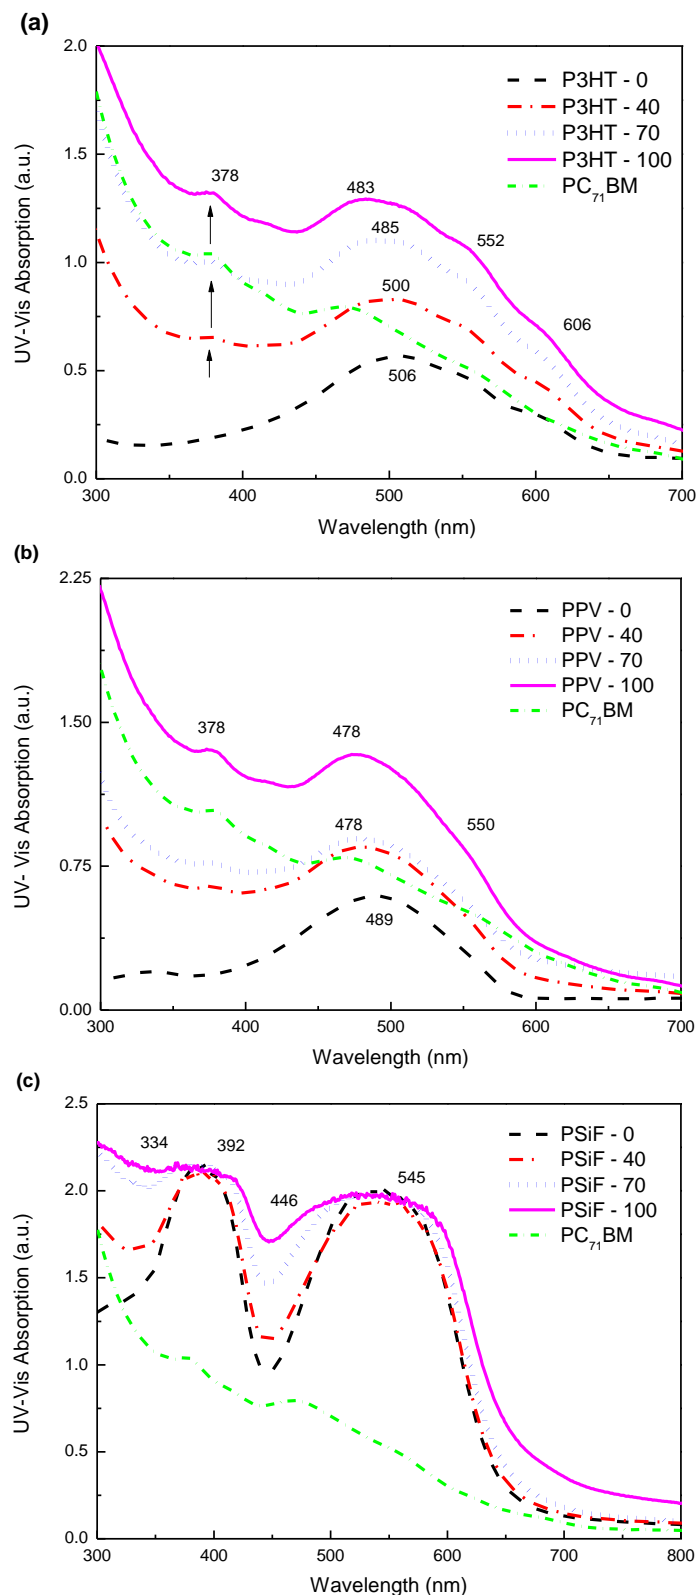 (a)
2.0
1.5
1.0
0.5
0.0
UV-Vis Absorption (a.u.)
P3HT - 0
P3HT - 40
P3HT - 70
P3HT - 100
PC₇₁BM
378
483
485
552
500
606
506
300
400
500
600
700
Wavelength (nm)
(b)
2.25
1.50
0.75
0.00
UV- Vis Absorption (a.u.)
PPV - 0
PPV - 40
PPV - 70
PPV - 100
PC₇₁BM
378
478
478
550
489
300
400
500
600
700
Wavelength (nm)
(c)
2.5
2.0
1.5
1.0
0.5
0.0
UV-Vis Absorption (a.u.)
PSiF - 0
PSiF - 40
PSiF - 70
PSiF - 100
PC₇₁BM
334
392
446
545
300
400
500
600
700
800
Wavelength (nm)